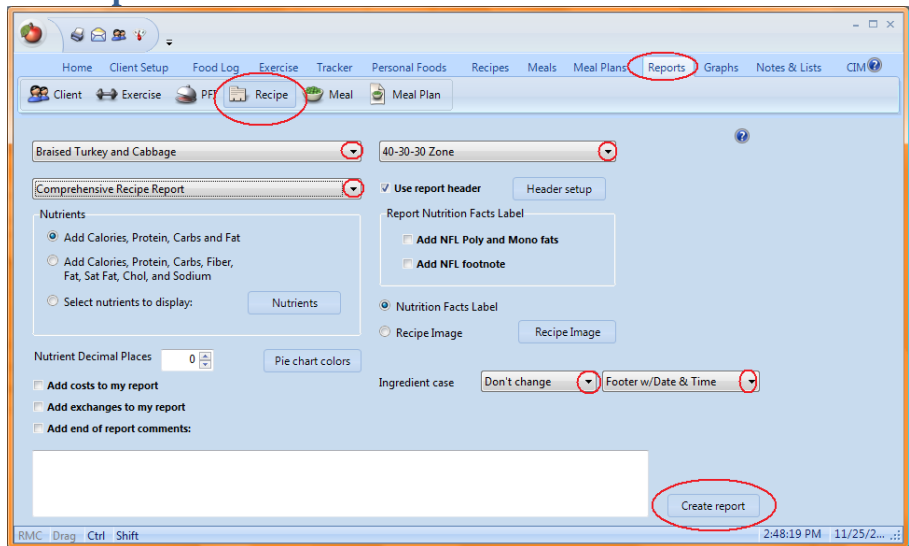 Home Client Setup Food Log Exercise Tracker Personal Foods Recipes Meals Meal Plans Reports Graphs Notes & Lists CIM
Client Exercise Recipe Meal Meal Plan
Braised Turkey and Cabbage 40-30-30 Zone
Comprehensive Recipe Report Use report header Header setup
Nutrients Report Nutrition Facts Label
Add Calories, Protein, Carbs and Fat Add NFL Poly and Mono fats
Add Calories, Protein, Carbs, Fiber,
Fat, Sat Fat, Chol, and Sodium Add NFL footnote
Select nutrients to display: Nutrients Nutrition Facts Label
Recipe Image Recipe Image
Nutrient Decimal Places 0 Pie chart colors
Add costs to my report Ingredient case Don't change Footer w/Date & Time
Add exchanges to my report
Add end of report comments:
Create report
RMC Drag Ctrl Shift 2:48:19 PM 11/25/2...